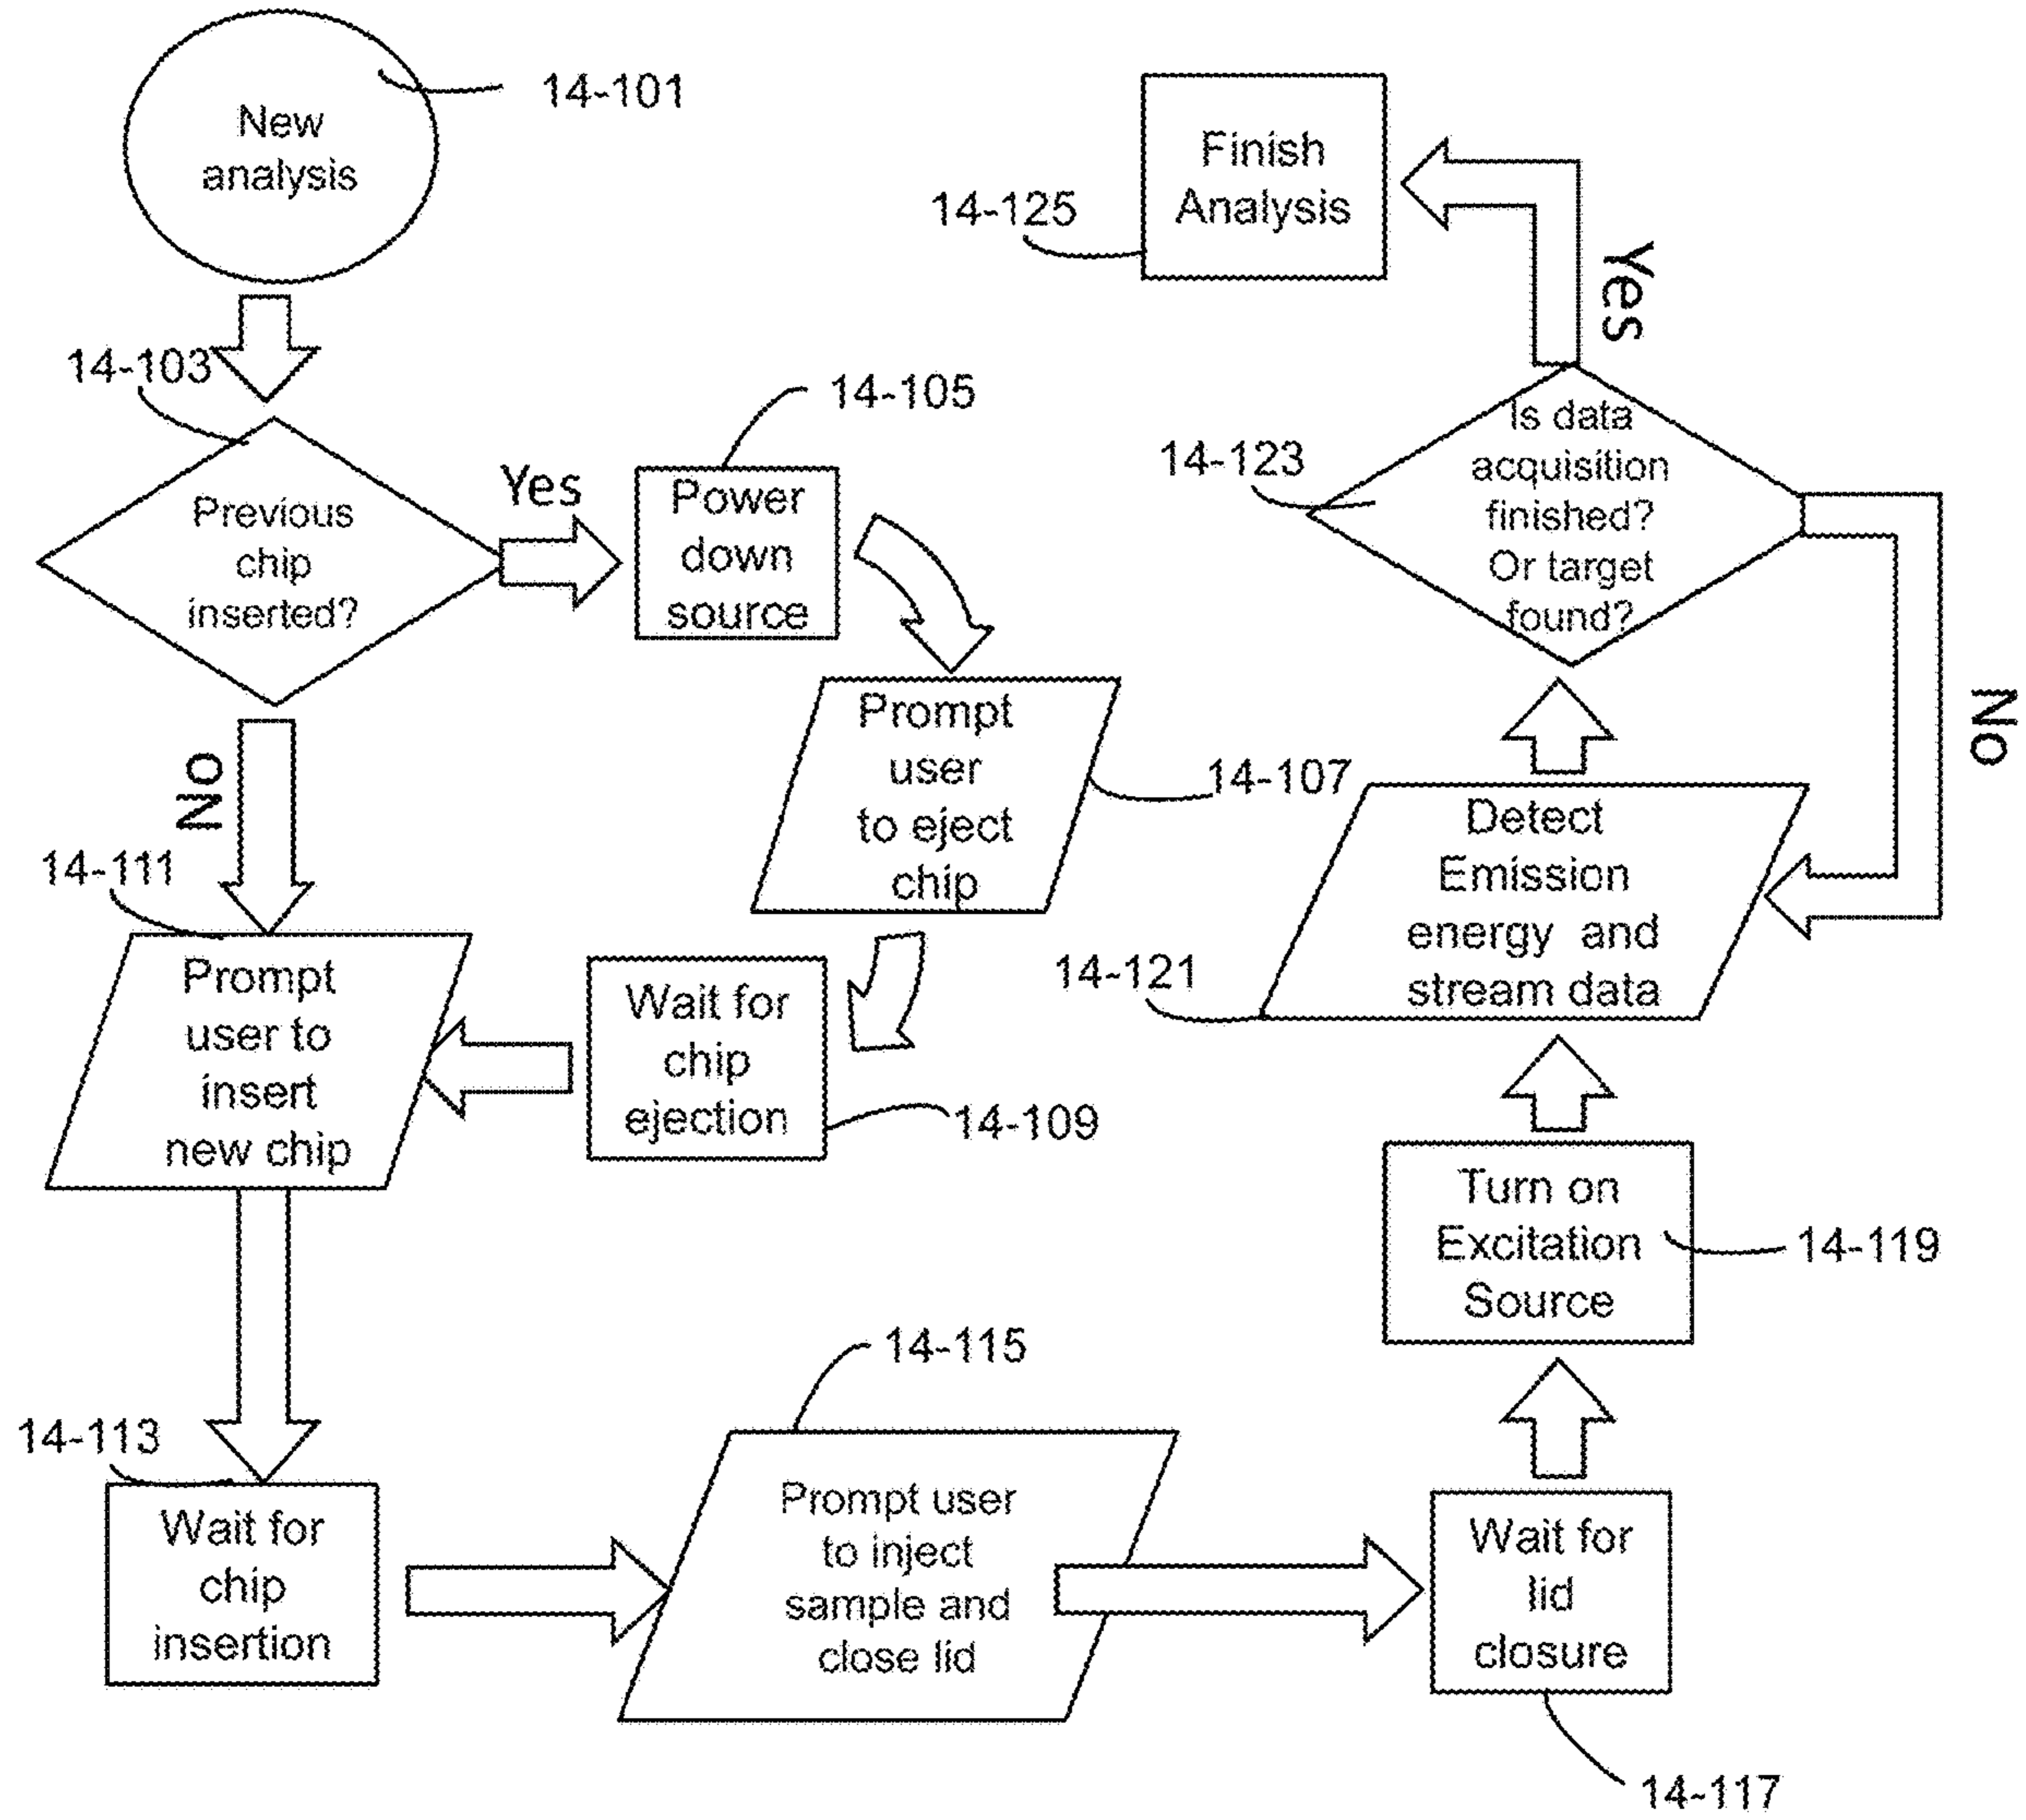 New
analysis
14-101
14-103
Previous
chip
inserted?
Yes
14-105
Power
down
source
Prompt
user
to eject
chip
14-107
No
14-111
Prompt
user to
insert
new chip
Wait for
chip
ejection
14-109
14-113
Wait for
chip
insertion
14-115
Prompt user
to inject
sample and
close lid
Wait for
lid
closure
14-117
Turn on
Excitation
Source
14-119
14-121
Detect
Emission
energy and
stream data
14-123
Is data
acquisition
finished?
Or target
found?
No
Yes
14-125
Finish
Analysis